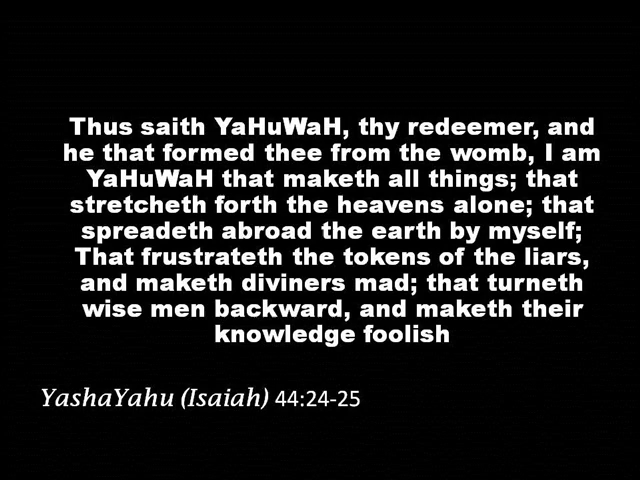 Thus saith YaHuWaH, thy redeemer, and
he that formed thee from the womb, I am
YaHuWaH that maketh all things; that
stretcheth forth the heavens alone; that
spreadeth abroad the earth by myself;
That frustrateth the tokens of the liars,
and maketh diviners mad; that turneth
wise men backward, and maketh their
knowledge foolish
YashaYahu (Isaiah) 44:24-25